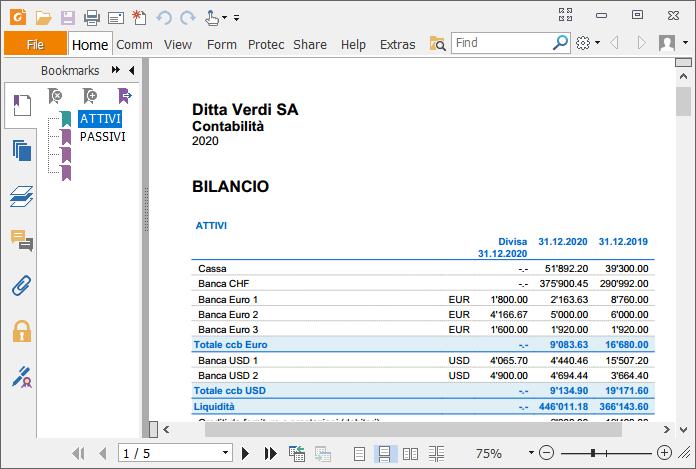 File Home Comm View Form Protec Share Help Extras Find
Bookmarks
ATTIVI
PASSIVI
Ditta Verdi SA
Contabilità
2020
BILANCIO
ATTIVI
Divisa 31.12.2020 31.12.2019
31.12.2020
Cassa -.- 51'892.20 39'300.00
Banca CHF -.- 375'900.45 290'992.00
Banca Euro 1 EUR 1'800.00 2'163.63 8'760.00
Banca Euro 2 EUR 4'166.67 5'000.00 6'000.00
Banca Euro 3 EUR 1'600.00 1'920.00 1'920.00
Totale ccb Euro -.- 9'083.63 16'680.00
Banca USD 1 USD 4'065.70 4'440.46 15'507.20
Banca USD 2 USD 4'900.00 4'694.44 3'664.40
Totale ccb USD -.- 9'134.90 19'171.60
Liquidità -.- 446'011.18 366'143.60
1 / 5 75%